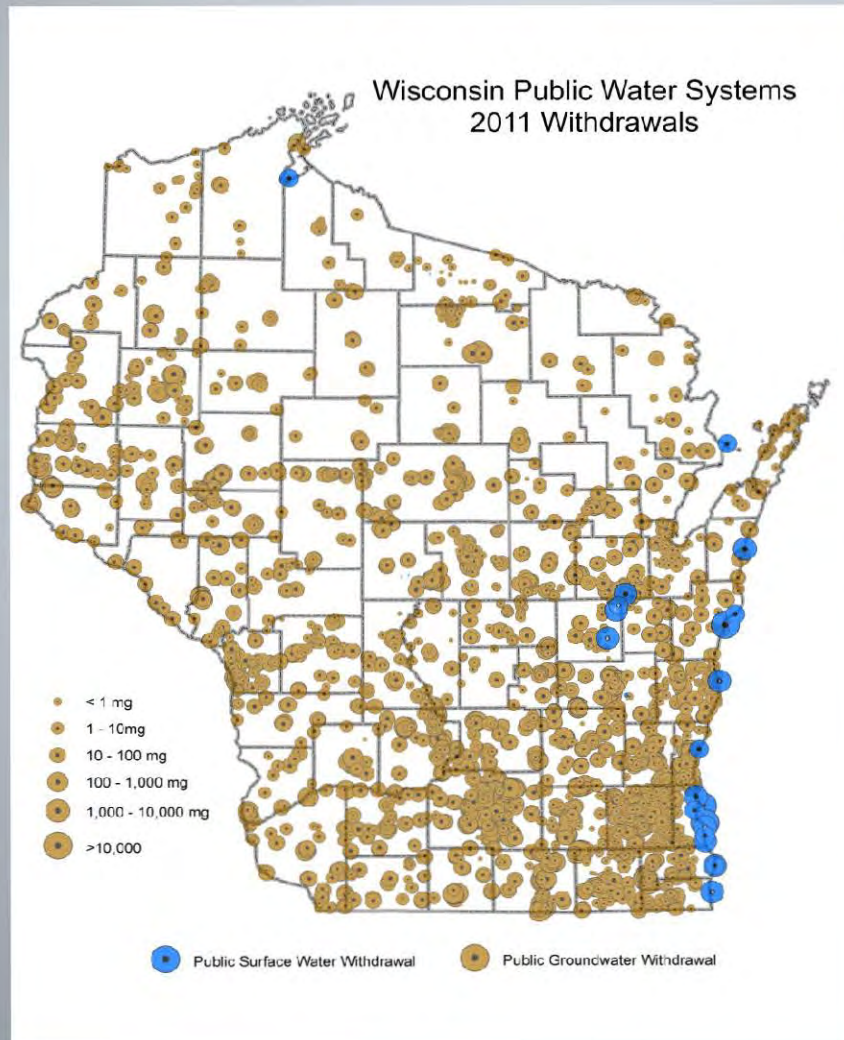 Wisconsin Public Water Systems
2011 Withdrawals
< 1 mg
1 - 10mg
10 - 100 mg
100 - 1,000 mg
1,000 - 10,000 mg
>10,000
Public Surface Water Withdrawal
Public Groundwater Withdrawal